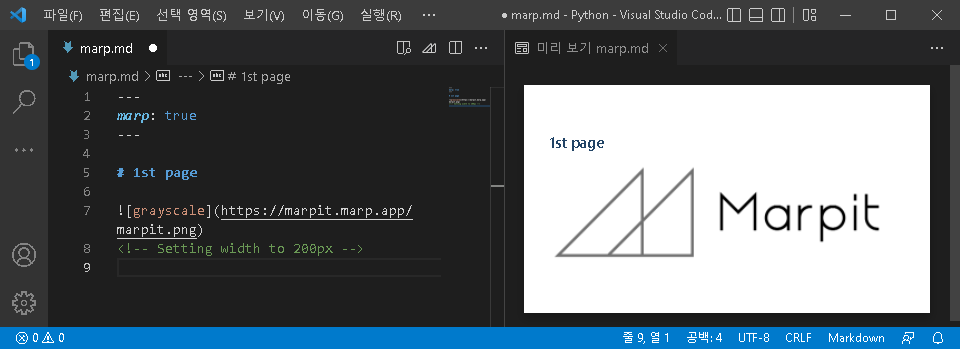 파일(F) 편집(E) 선택 영역(S) 보기(V) 이동(G) 실행(R) ··· ● marp.md - Python - Visual Studio Cod...
marp.md ●
미리 보기 marp.md
marp.md > abc --- > abc # 1st page
1 ---
2 marp: true
3 ---
4
5 # 1st page
6
7 ![grayscale](https://marpit.marp.app/
marpit.png)
8 <!-- Setting width to 200px -->
9
1
1st page
Marpit
0 0 줄 9, 열 1 공백: 4 UTF-8 CRLF Markdown